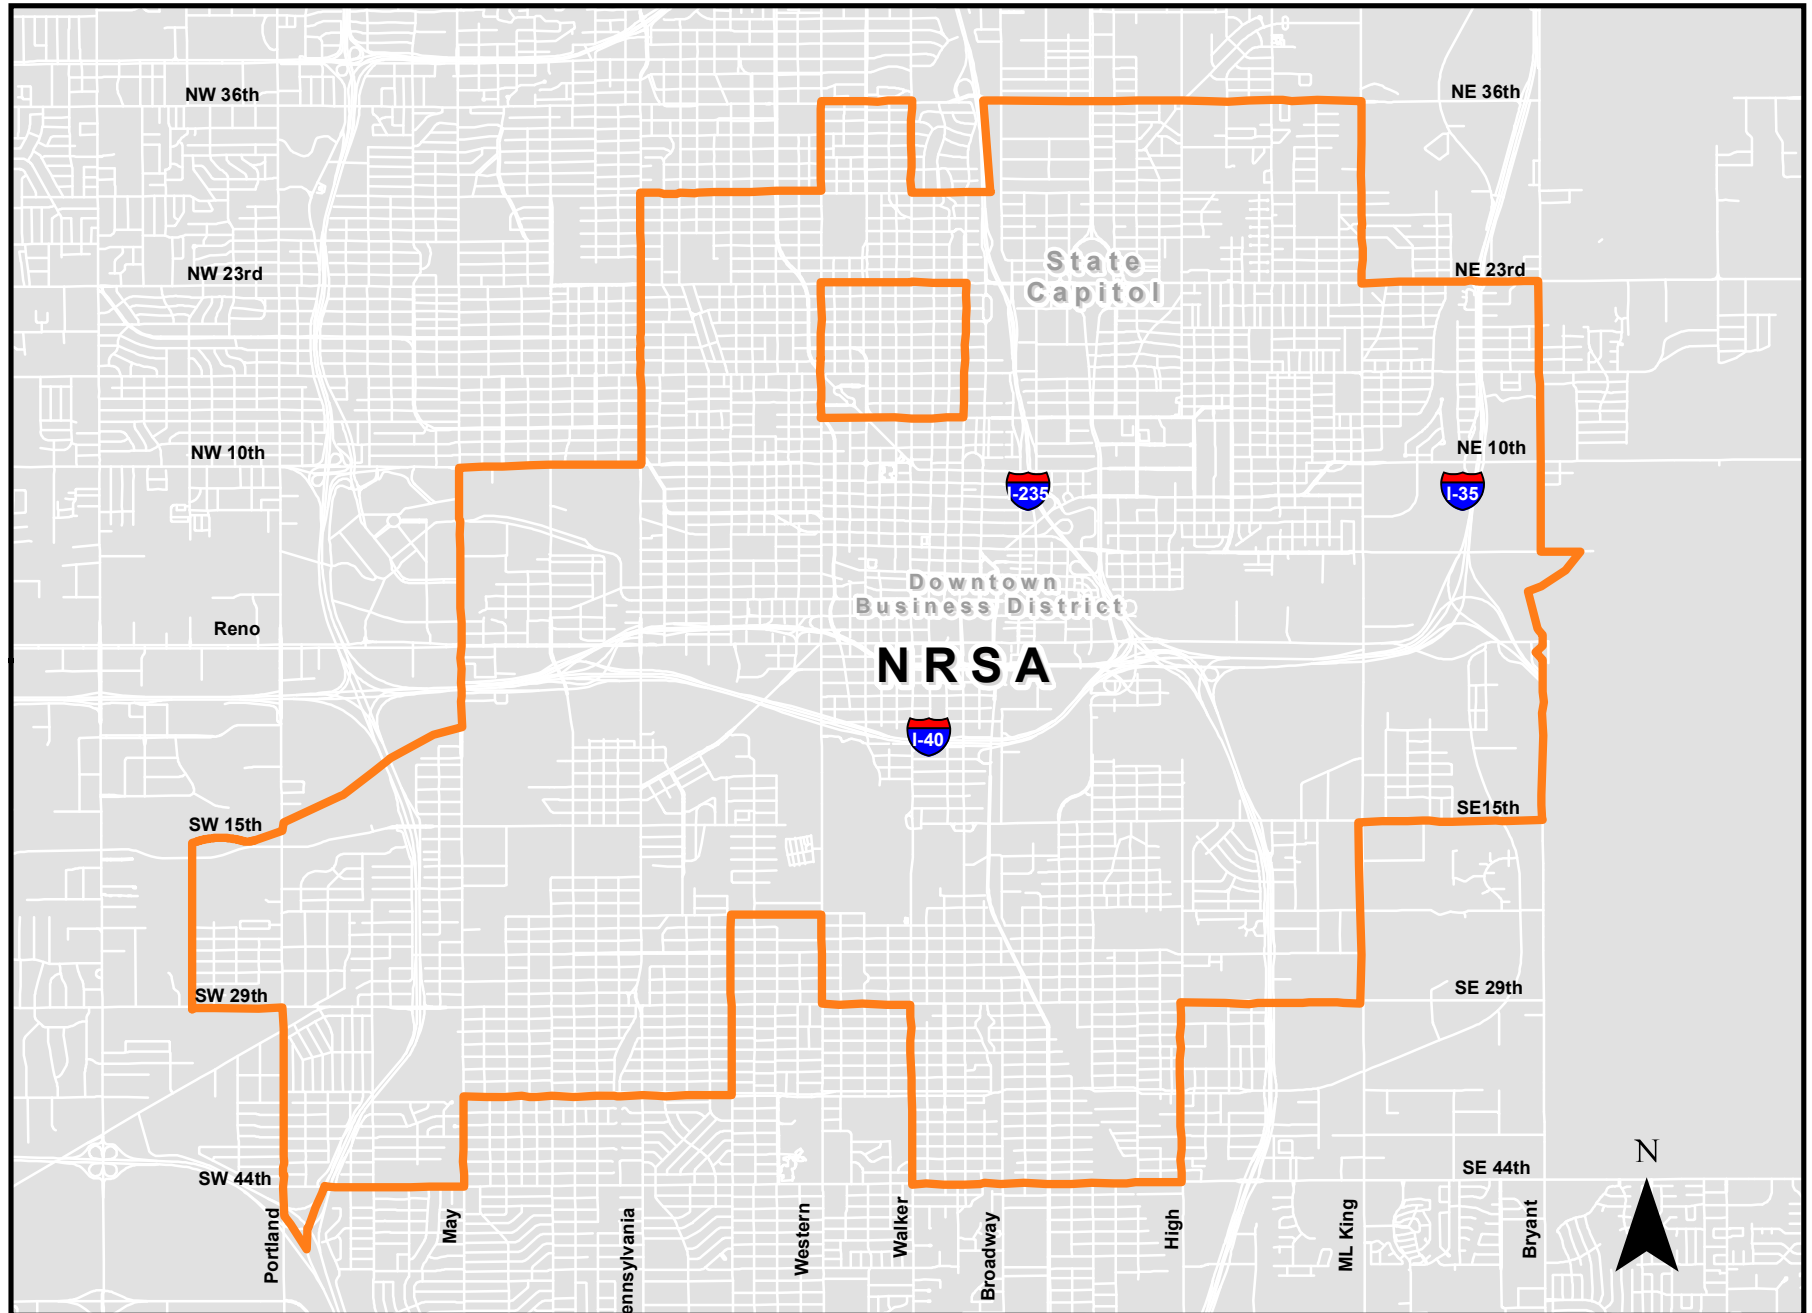 NW 36th
NE 36th
State
Capitol
NW 23rd
NE 23rd
NW 10th
NE 10th
I-235
I-35
Downtown
Business District
Reno
NRSA
I-40
SW 15th
SE15th
SW 29th
SE 29th
SW 44th
SE 44th
N
Portland
May
ennsylvania
Western
Walker
Broadway
High
ML King
Bryant